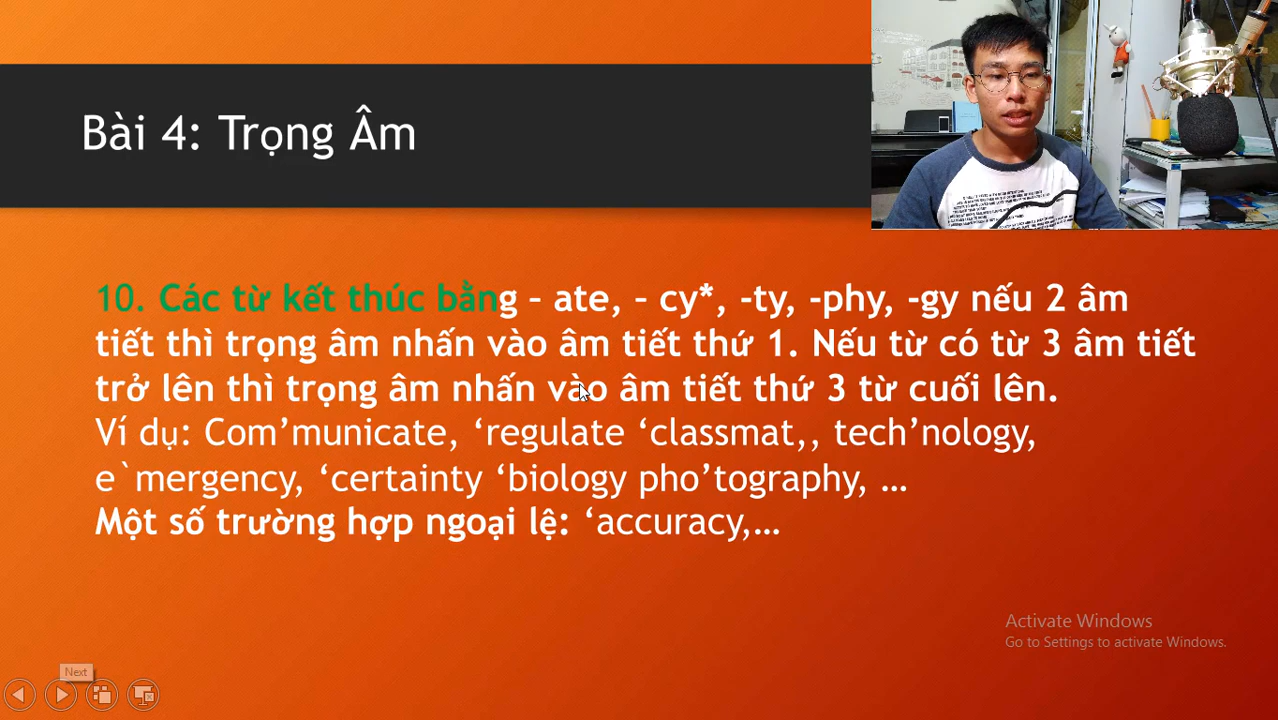 Bài 4: Trọng Âm
10. Các từ kết thúc bằng – ate, – cy*, -ty, -phy, -gy nếu 2 âm
tiết thì trọng âm nhấn vào âm tiết thứ 1. Nếu từ có từ 3 âm tiết
trở lên thì trọng âm nhấn vào âm tiết thứ 3 từ cuối lên.
Ví dụ: Com’municate, ‘regulate ‘classmat,, tech’nology,
e`mergency, ‘certainty ‘biology pho’tography, …
Một số trường hợp ngoại lệ: ‘accuracy,…
Activate Windows
Go to Settings to activate Windows.
Next